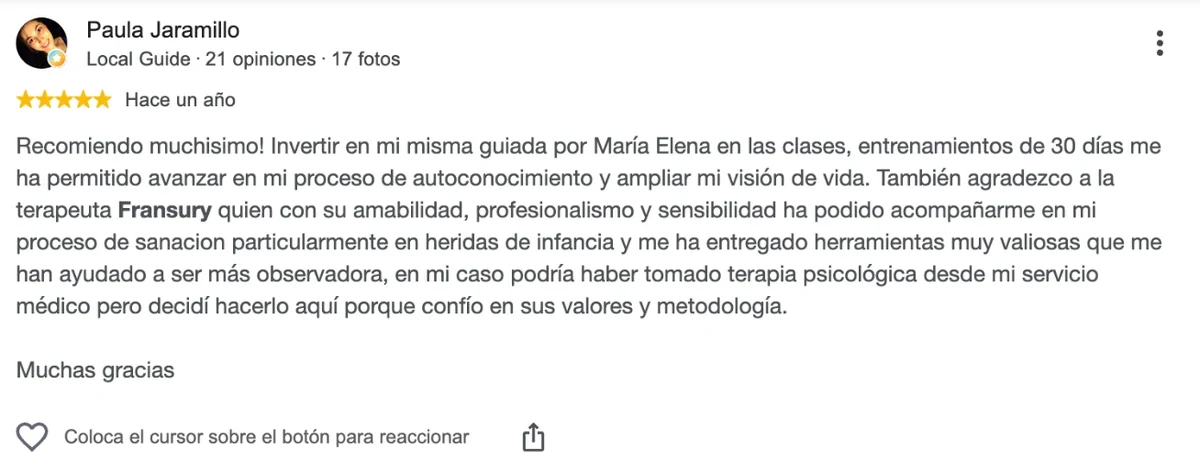 Paula Jaramillo
Local Guide · 21 opiniones · 17 fotos
Hace un año
Recomiendo muchisimo! Invertir en mi misma guiada por María Elena en las clases, entrenamientos de 30 días me
ha permitido avanzar en mi proceso de autoconocimiento y ampliar mi visión de vida. También agradezco a la
terapeuta Fransury quien con su amabilidad, profesionalismo y sensibilidad ha podido acompañarme en mi
proceso de sanacion particularmente en heridas de infancia y me ha entregado herramientas muy valiosas que me
han ayudado a ser más observadora, en mi caso podría haber tomado terapia psicológica desde mi servicio
médico pero decidí hacerlo aquí porque confío en sus valores y metodología.
Muchas gracias
Coloca el cursor sobre el botón para reaccionar